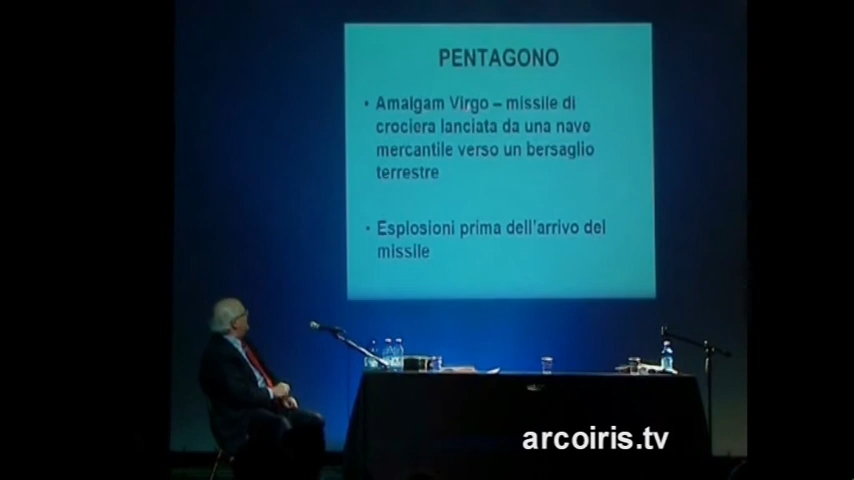 PENTAGONO
• Amalgam Virgo – missile di
crociera lanciata da una nave
mercantile verso un bersaglio
terrestre
• Esplosioni prima dell'arrivo del
missile
arcoiris.tv